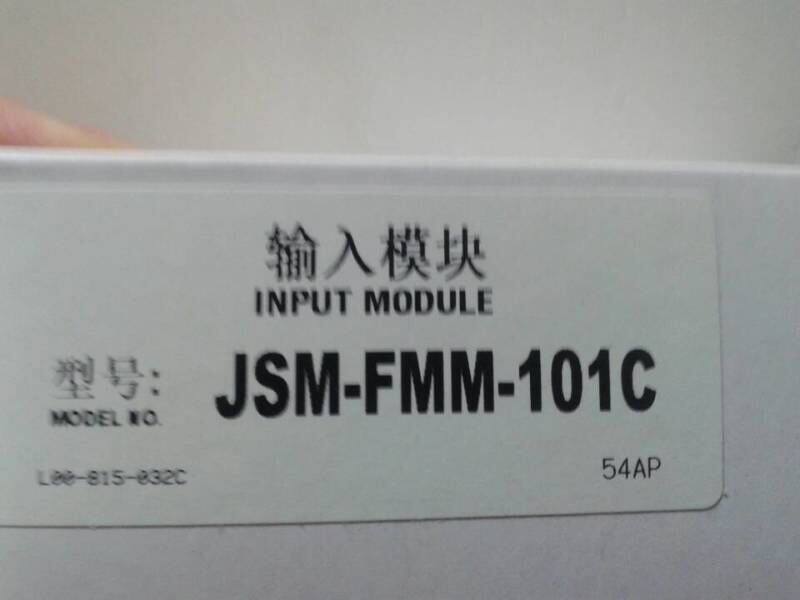 输入模块
INPUT MODULE
型号: JSM-FMM-101C
MODEL NO.
L00-815-032C 54AP